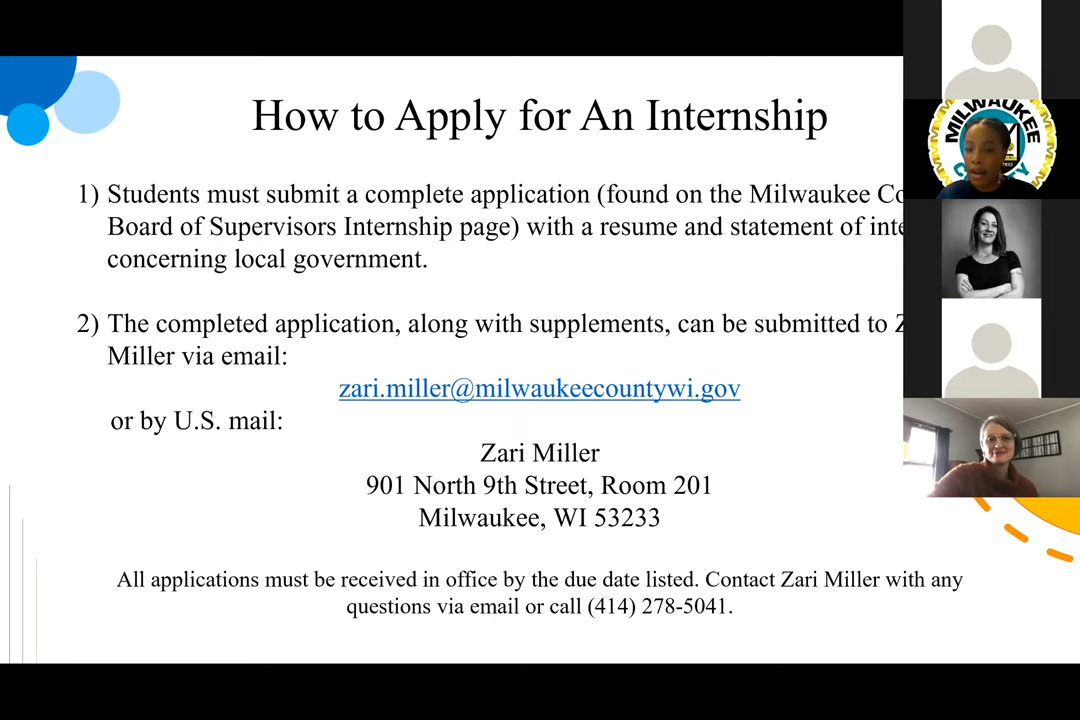 How to Apply for An Internship
1) Students must submit a complete application (found on the Milwaukee
Board of Supervisors Internship page) with a resume and statement of
concerning local government.
2) The completed application, along with supplements, can be submitted to
Miller via email:
zari.miller@milwaukeecountywi.gov
or by U.S. mail:
Zari Miller
901 North 9th Street, Room 201
Milwaukee, WI 53233
All applications must be received in office by the due date listed. Contact Zari Miller with any
questions via email or call (414) 278-5041.
MILWAUKEE